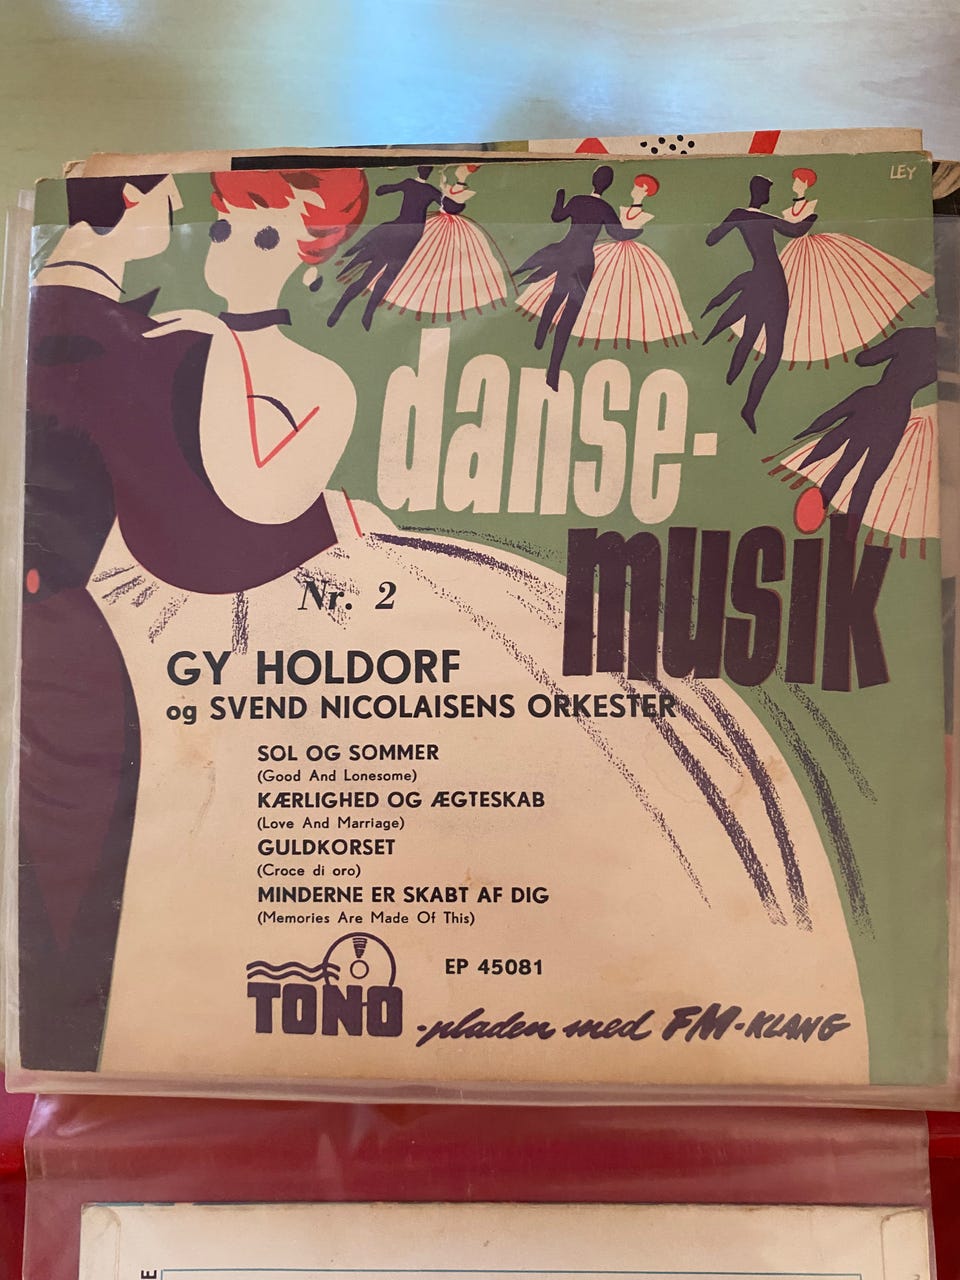 LEY
danse-
musik
Nr. 2
GY HOLDORF
og SVEND NICOLAISENS ORKESTER
SOL OG SOMMER
(Good And Lonesome)
KÆRLIGHED OG ÆGTESKAB
(Love And Marriage)
GULDKORSET
(Croce di oro)
MINDERNE ER SKABT AF DIG
(Memories Are Made Of This)
EP 45081
TONO
-pladen med FM-KLANG
E